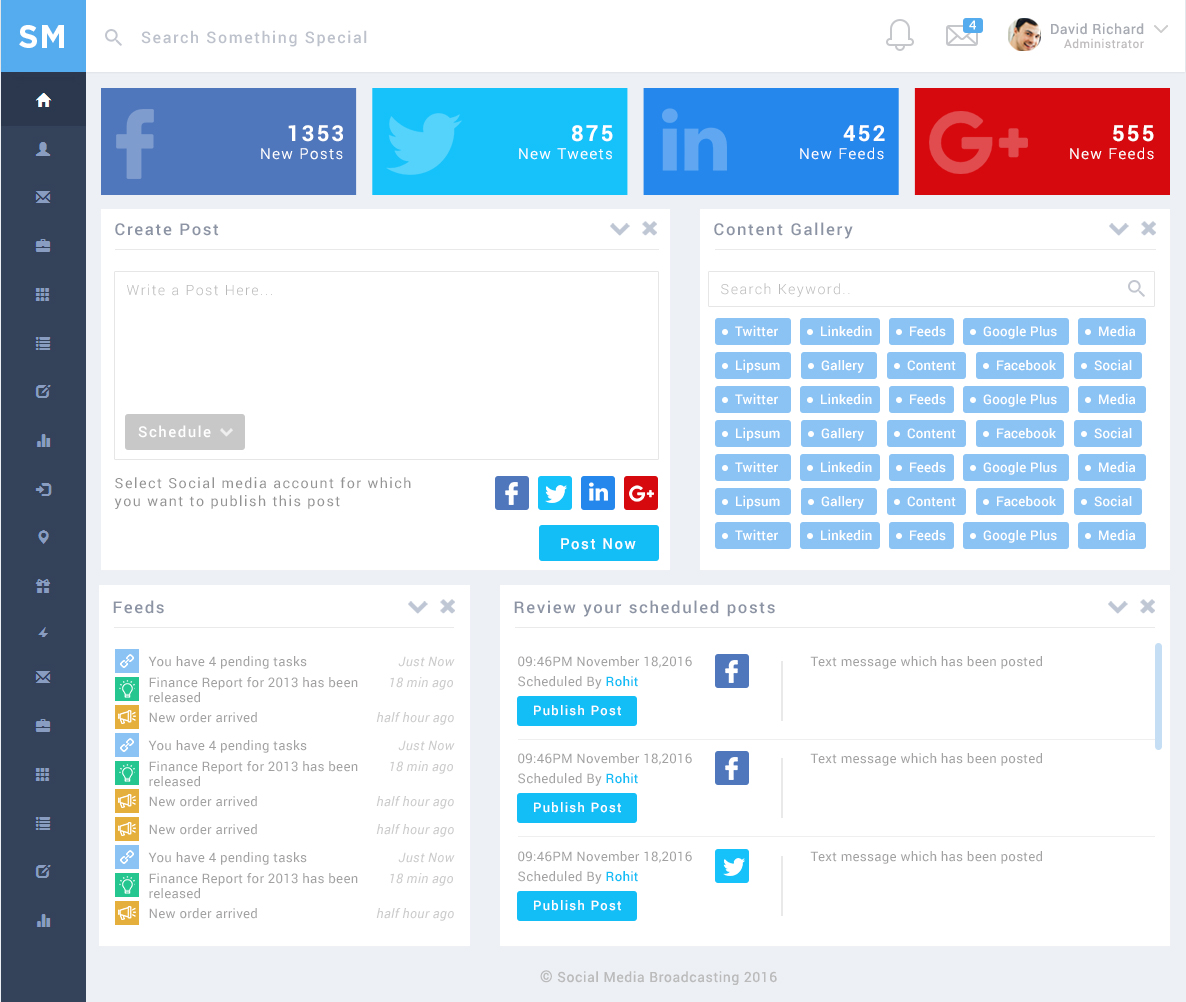 SM
Search Something Special
4
David Richard
Administrator
1353
New Posts
875
New Tweets
452
New Feeds
555
New Feeds
Create Post
Write a Post Here...
Schedule
Select Social media account for which
you want to publish this post
Post Now
Content Gallery
Search Keyword..
Twitter Linkedin Feeds Google Plus Media
Lipsum Gallery Content Facebook Social
Twitter Linkedin Feeds Google Plus Media
Lipsum Gallery Content Facebook Social
Twitter Linkedin Feeds Google Plus Media
Lipsum Gallery Content Facebook Social
Twitter Linkedin Feeds Google Plus Media
Feeds
You have 4 pending tasks Just Now
Finance Report for 2013 has been 18 min ago
released
New order arrived half hour ago
You have 4 pending tasks Just Now
Finance Report for 2013 has been 18 min ago
released
New order arrived half hour ago
New order arrived half hour ago
You have 4 pending tasks Just Now
Finance Report for 2013 has been 18 min ago
released
New order arrived half hour ago
Review your scheduled posts
09:46PM November 18,2016 Text message which has been posted
Scheduled By Rohit
Publish Post
09:46PM November 18,2016 Text message which has been posted
Scheduled By Rohit
Publish Post
09:46PM November 18,2016 Text message which has been posted
Scheduled By Rohit
Publish Post
© Social Media Broadcasting 2016